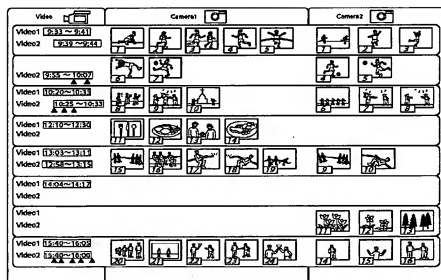 Video Camera1 Camera2
Video1 9:33~9:41 1 2 3 4 5 1 2 3
Video2 9:39~9:44
Video2 9:55~10:07 6 7 4 5
Video1 10:20~10:33 8 9 10 6 7 8
Video2 10:25~10:33
Video1 12:10~12:30 11 12 13 14
Video2
Video1 13:03~13:11 15 16 17 18 19 9 10
Video2 12:58~13:15
Video1 14:04~14:17
Video2
Video1 11 12 13
Video2
Video1 15:40~16:05 20 21 22 23 24 14 15 16
Video2 15:40~16:09